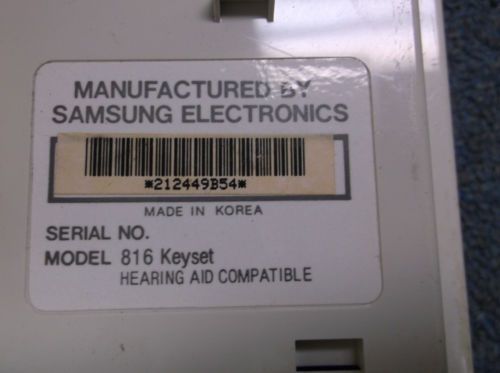 MANUFACTURED BY
SAMSUNG ELECTRONICS
*212449B54*
MADE IN KOREA
SERIAL NO.
MODEL 816 Keyset
HEARING AID COMPATIBLE